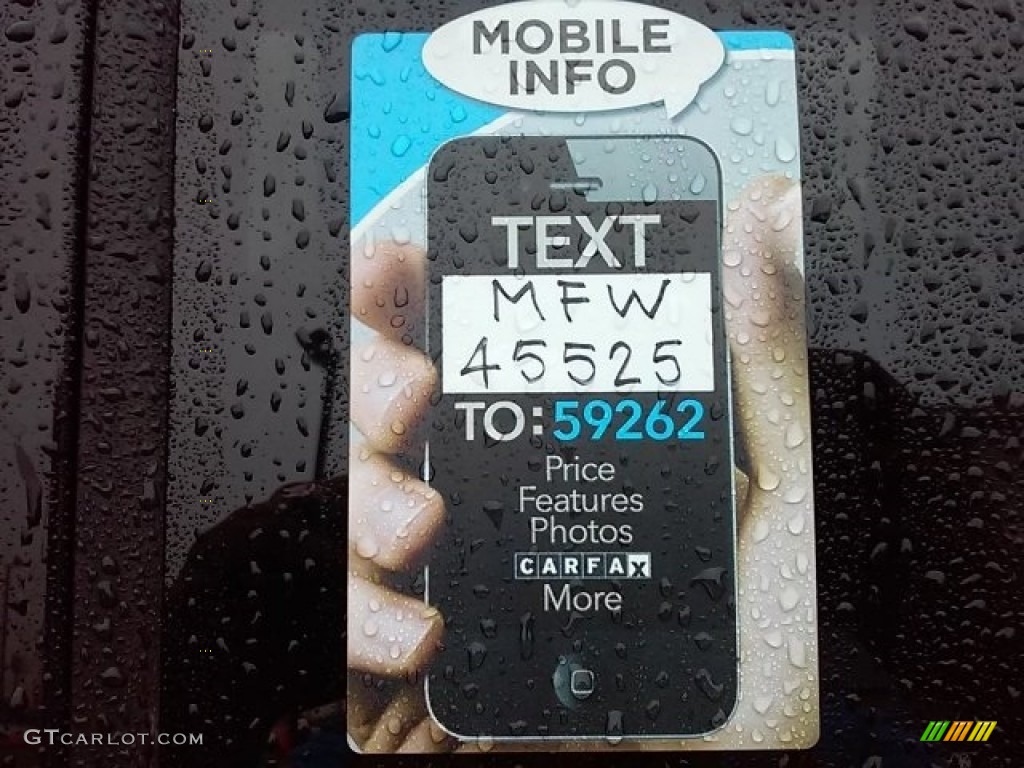 MOBILE
INFO
TEXT
MFW
45525
TO: 59262
Price
Features
Photos
CARFAX
More
GTCARLOT.COM